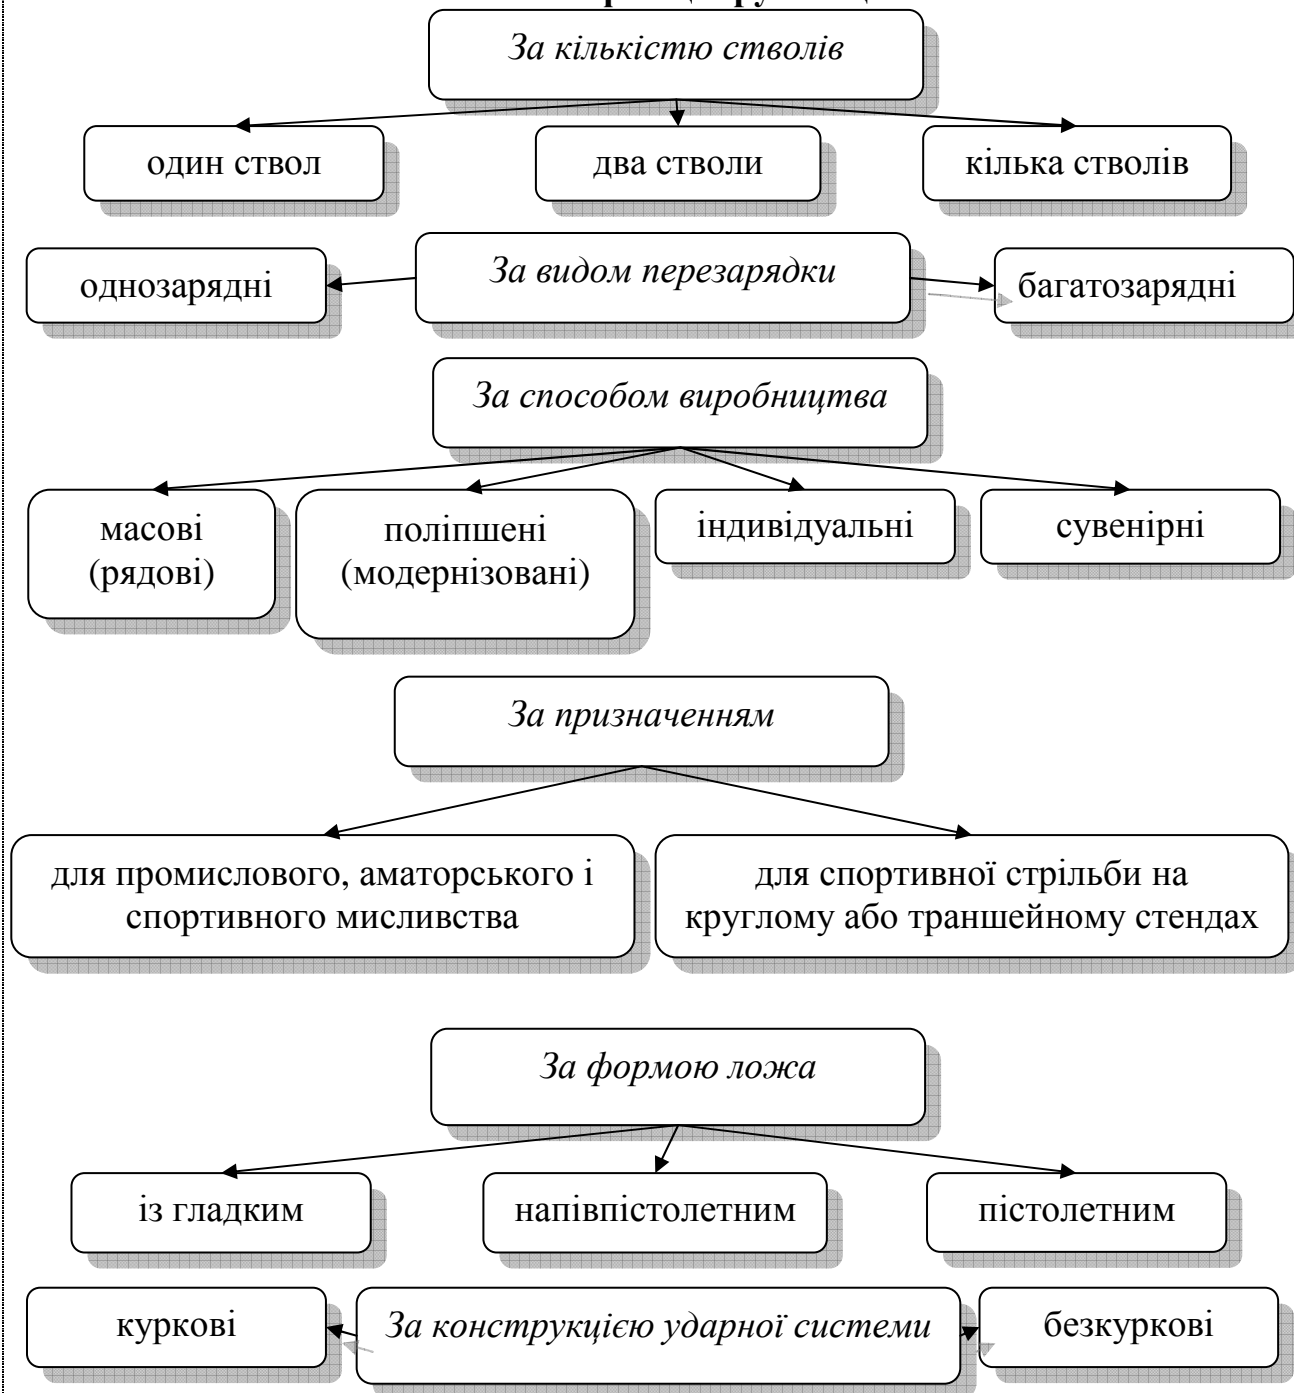 За кількістю стволів
один ствол
два стволи
кілька стволів
однозарядні
За видом перезарядки
багатозарядні
За способом виробництва
масові
(рядові)
поліпшені
(модернізовані)
індивідуальні
сувенірні
За призначенням
для промислового, аматорського і
спортивного мисливства
для спортивної стрільби на
круглому або траншейному стендах
За формою ложа
із гладким
напівпістолетним
пістолетним
куркові
За конструкцією ударної системи
безкуркові